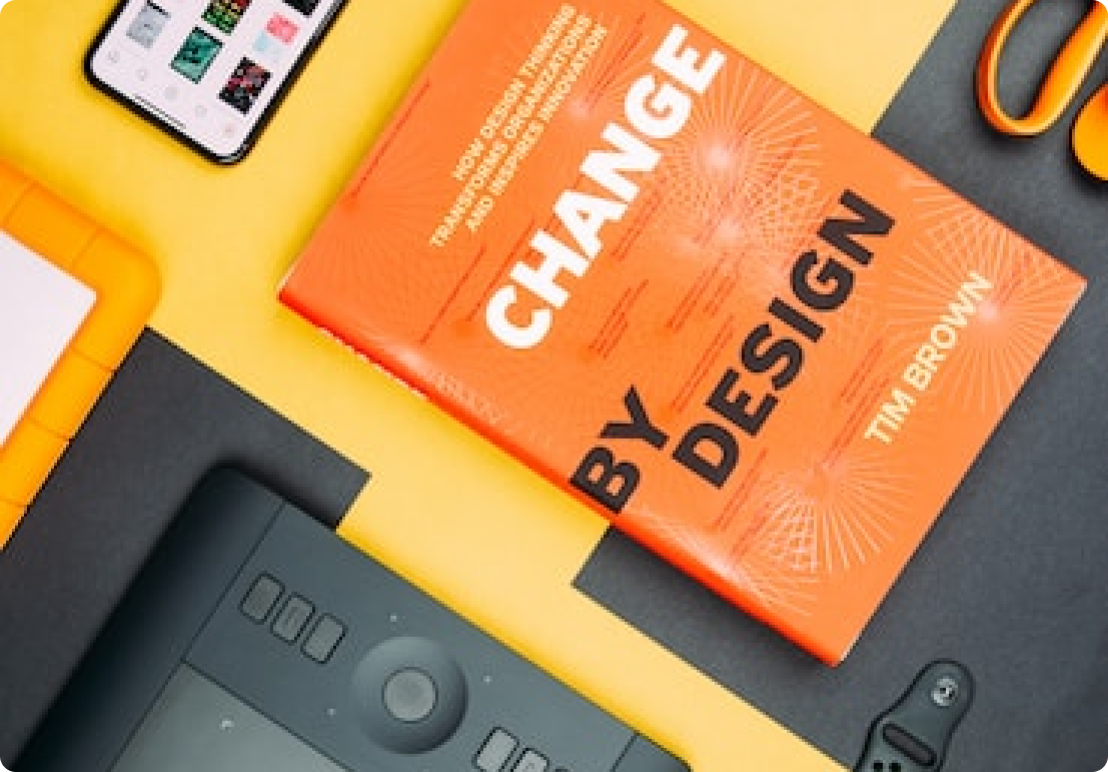 HOW DESIGN THINKING
TRANSFORMS ORGANIZATIONS
AND INSPIRES INNOVATION
CHANGE
BY
DESIGN
TIM BROWN